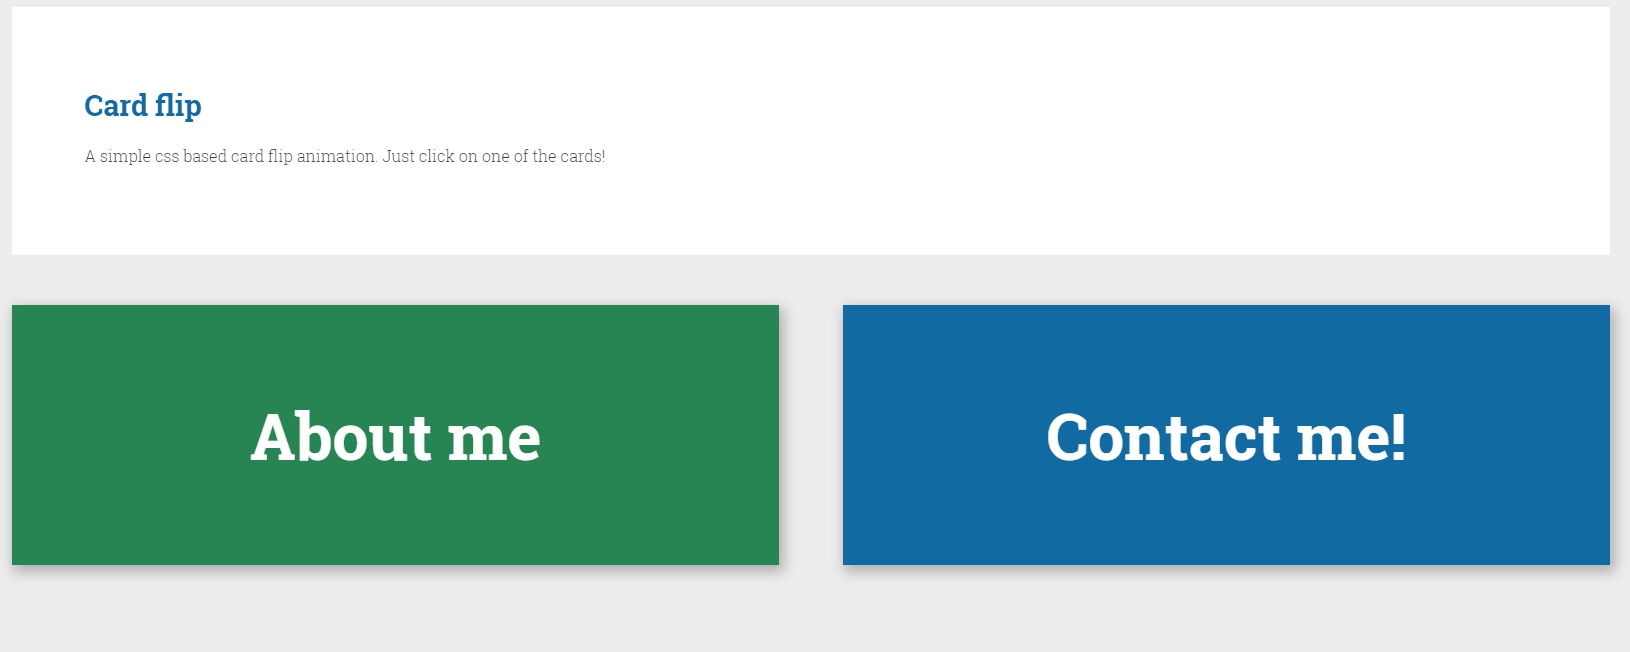 Card flip
A simple css based card flip animation. Just click on one of the cards!
About me
Contact me!